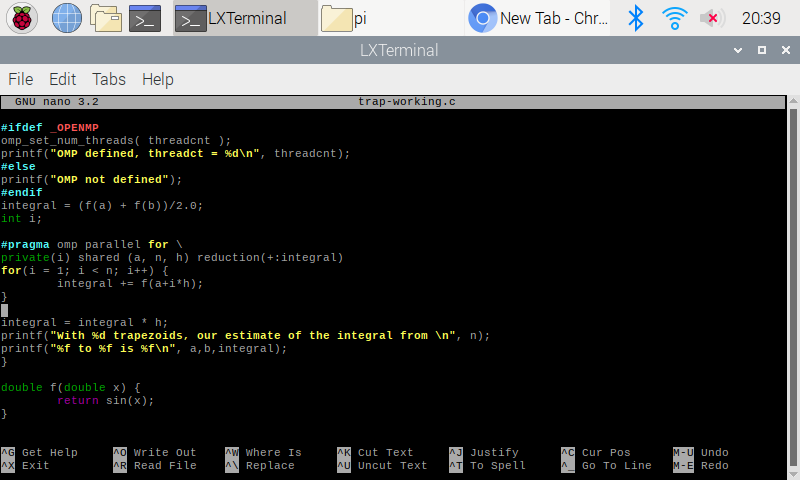 LXTerminal pi New Tab - Chr... 20:39
LXTerminal
File Edit Tabs Help
GNU nano 3.2 trap-working.c
#ifdef _OPENMP
omp_set_num_threads( threadcnt );
printf("OMP defined, threadct = %d\n", threadcnt);
#else
printf("OMP not defined");
#endif
integral = (f(a) + f(b))/2.0;
int i;
#pragma omp parallel for \
private(i) shared (a, n, h) reduction(+:integral)
for(i = 1; i < n; i++) {
        integral += f(a+i*h);
}
integral = integral * h;
printf("With %d trapezoids, our estimate of the integral from \n", n);
printf("%f to %f is %f\n", a,b,integral);
}
double f(double x) {
        return sin(x);
}
^G Get Help ^O Write Out ^W Where Is ^K Cut Text ^J Justify ^C Cur Pos M-U Undo
^X Exit ^R Read File ^\ Replace ^U Uncut Text ^T To Spell ^_ Go To Line M-E Redo